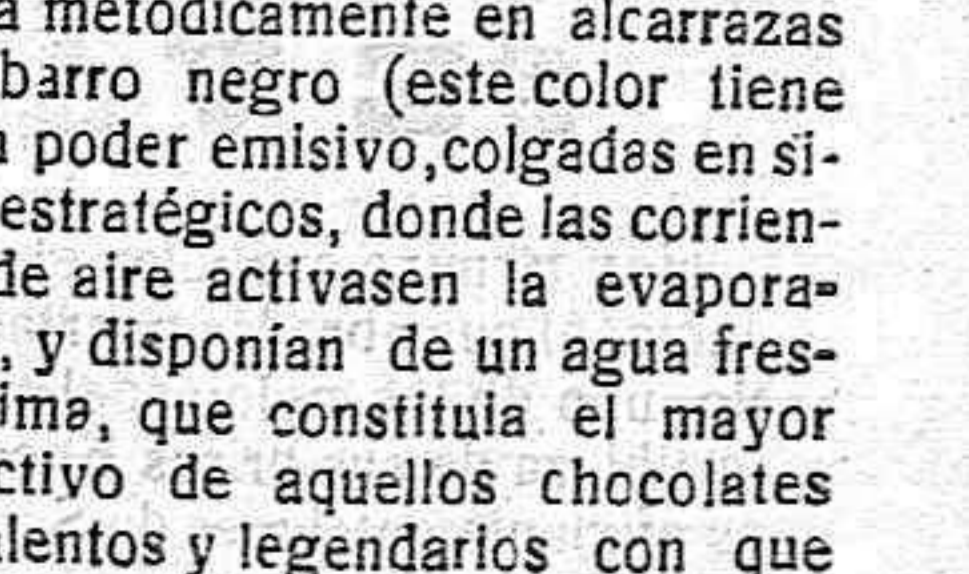 a metódicamente en alcarrazas
barro negro (este color tiene
poder emisivo,colgadas en si-
estratégicos, donde las corrien-
de aire activasen la evapora-
, y disponían de un agua fres-
ima, que constituia el mayor
ctivo de aquellos chocolates
lentos y legendarios con que